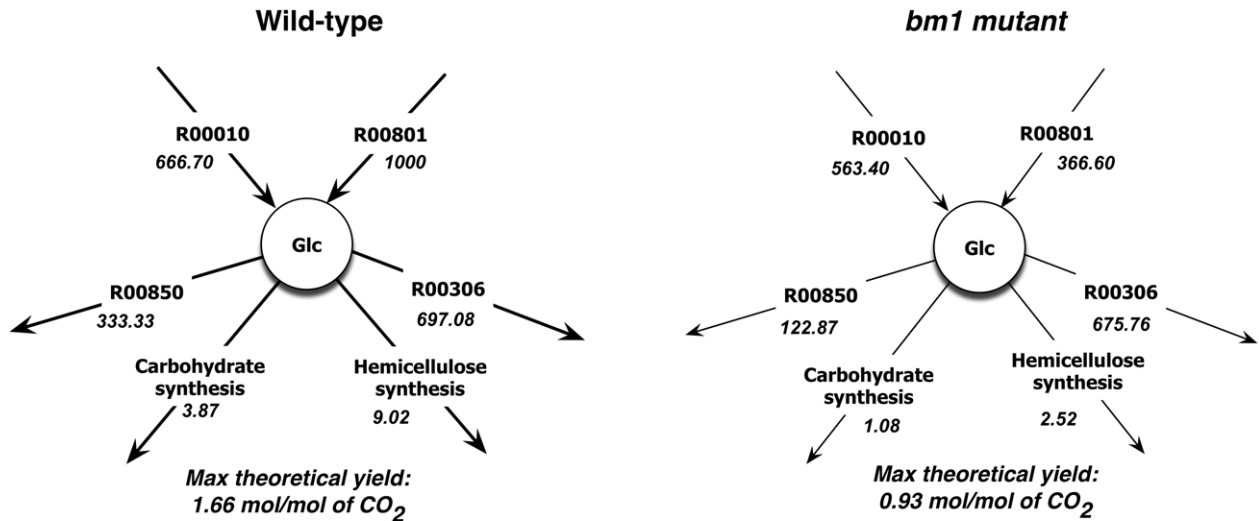 Wild-type
R00010
666.70
R00801
1000
Glc
R00850
333.33
R00306
697.08
Carbohydrate
synthesis
3.87
Hemicellulose
synthesis
9.02
Max theoretical yield:
1.66 mol/mol of CO2
bm1 mutant
R00010
563.40
R00801
366.60
Glc
R00850
122.87
R00306
675.76
Carbohydrate
synthesis
1.08
Hemicellulose
synthesis
2.52
Max theoretical yield:
0.93 mol/mol of CO2